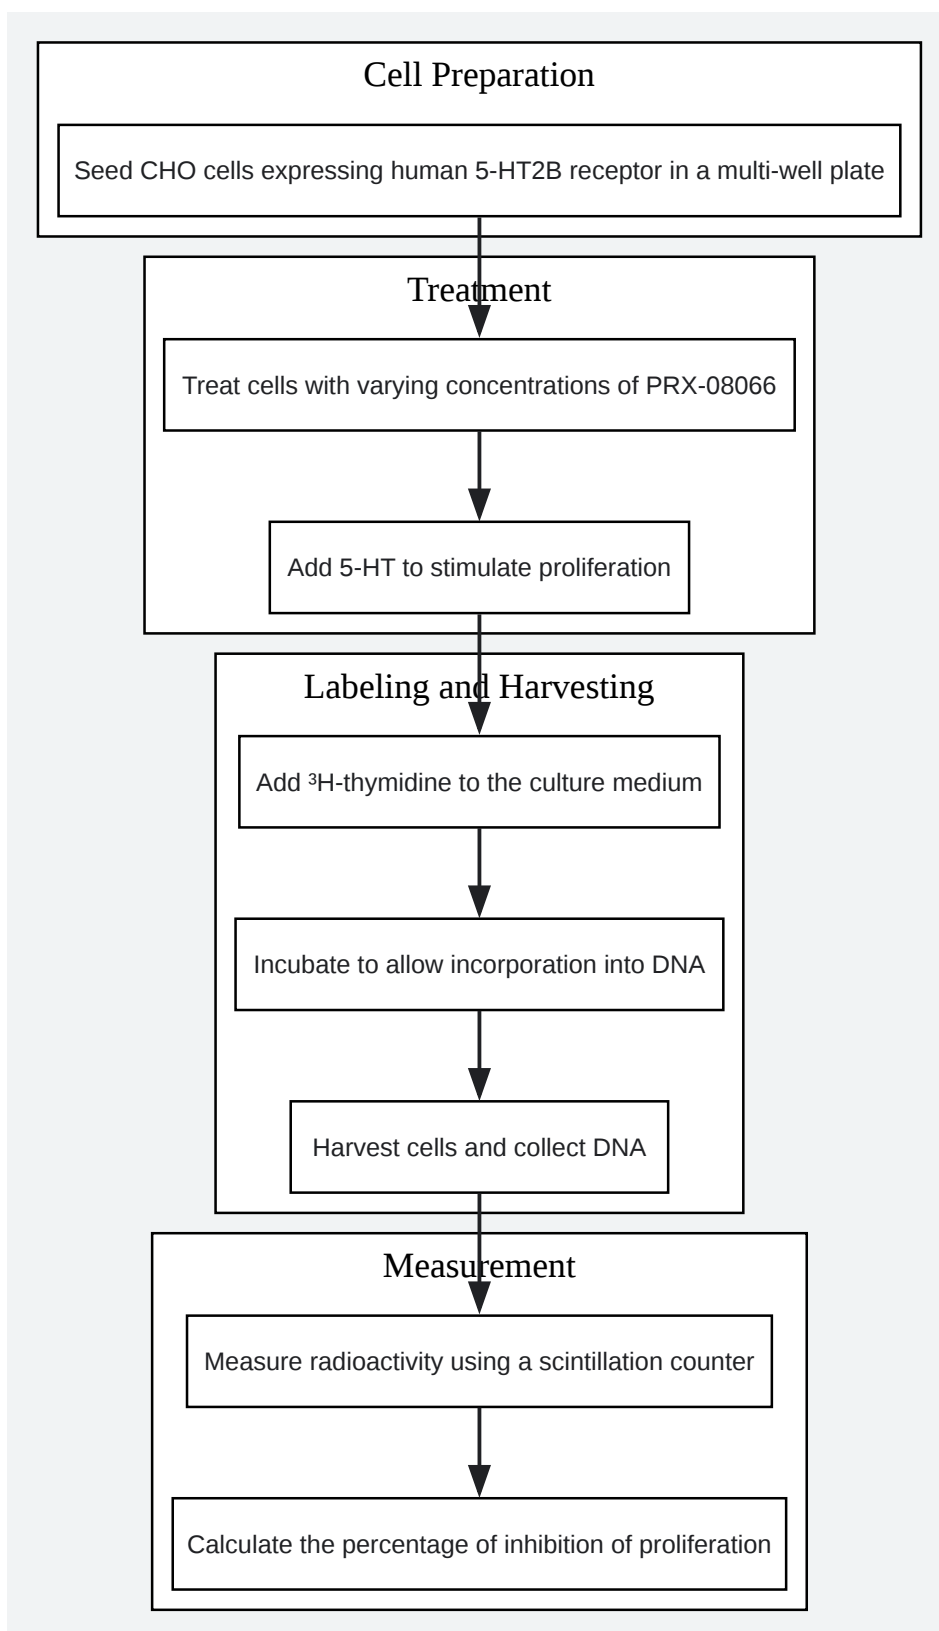 Cell Preparation
Seed CHO cells expressing human 5-HT2B receptor in a multi-well plate
Treatment
Treat cells with varying concentrations of PRX-08066
Add 5-HT to stimulate proliferation
Labeling and Harvesting
Add ³H-thymidine to the culture medium
Incubate to allow incorporation into DNA
Harvest cells and collect DNA
Measurement
Measure radioactivity using a scintillation counter
Calculate the percentage of inhibition of proliferation